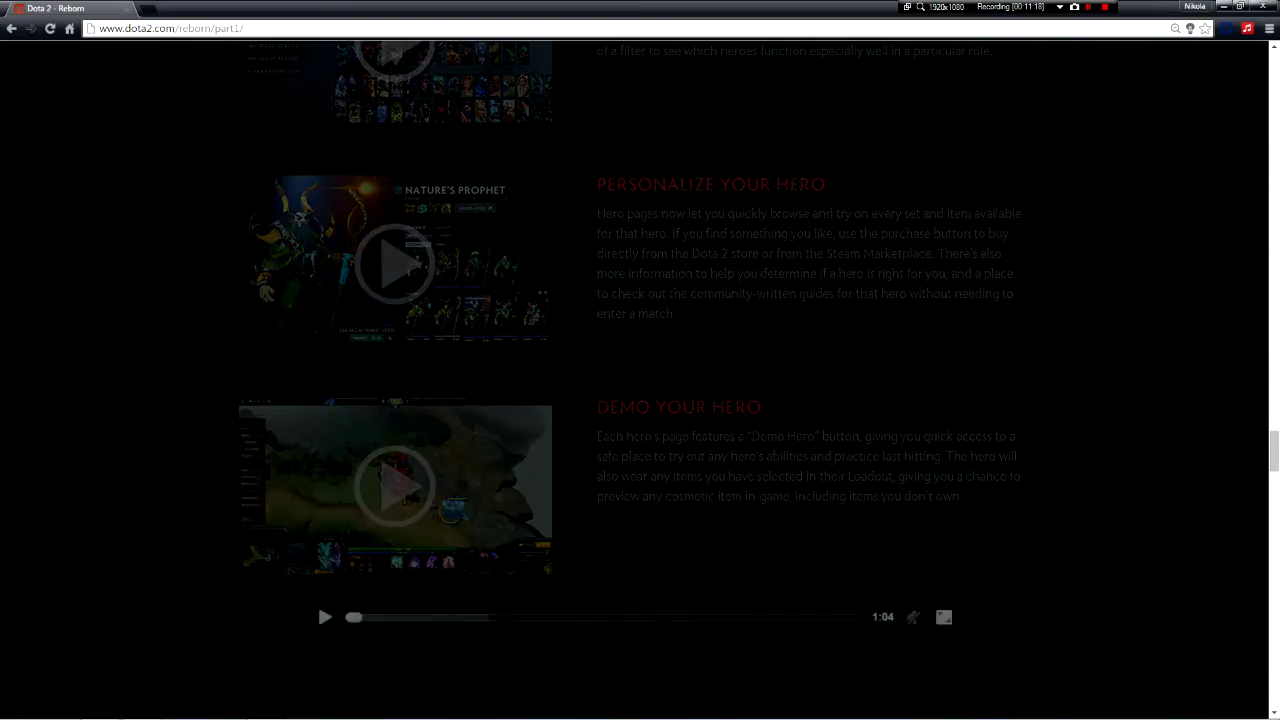 Dota 2 - Reborn
1920x1080
Recording [00:11:18]
Nikola
www.dota2.com/reborn/part1/
of a filter to see which heroes function especially well in a particular role.
NATURE'S PROPHET
PERSONALIZE YOUR HERO
Hero pages now let you quickly browse and try on every set and item available
for that hero. If you find something you like, use the purchase button to buy
directly from the Dota 2 store or from the Steam Marketplace. There's also
more information to help you determine if a hero is right for you, and a place
to check out the community-written guides for that hero without needing to
enter a match.
DEMO YOUR HERO
Each hero's page features a "Demo Hero" button, giving you quick access to a
safe place to try out any hero's abilities and practice last hitting. The hero will
also wear any items you have selected in their Loadout, giving you a chance to
preview any cosmetic item in-game, including items you don't own.
1:04